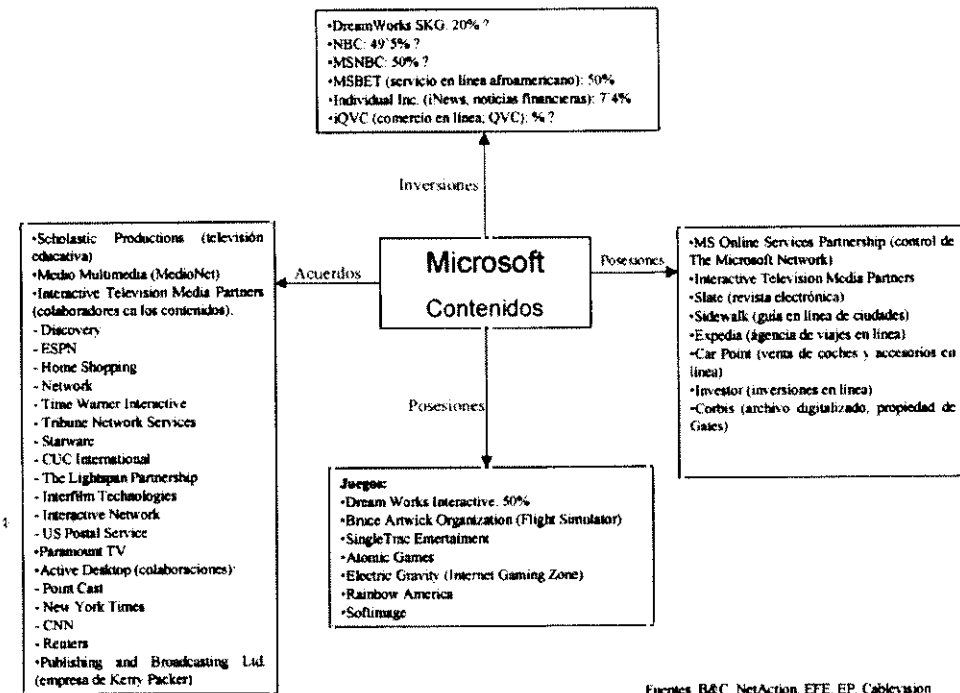 •DreamWorks SKG: 20% ?
•NBC: 49´5% ?
•MSNBC: 50% ?
•MSBET (servicio en línea afroamericano): 50%
•Individual Inc. (iNews, noticias financieras): 7´4%
•iQVC (comercio en línea; QVC): % ?
Inversiones
•Scholastic Productions (televisión
educativa)
•Medio Multimedia (MedioNet)
•Interactive Television Media Partners
(colaboradores en los contenidos).
- Discovery
- ESPN
- Home Shopping
- Network
- Time Warner Interactive
- Tribune Network Services
- Starware
- CUC International
- The Lightspan Partnership
- Interfilm Technologies
- Interactive Network
- US Postal Service
•Paramount TV
•Active Desktop (colaboraciones):
- Point Cast
- New York Times
- CNN
- Reuters
•Publishing and Broadcasting Ltd.
(empresa de Kerry Packer)
Acuerdos
Microsoft
Contenidos
Posesiones
•MS Online Services Partnership (control de
The Microsoft Network)
•Interactive Television Media Partners
•Slate (revista electrónica)
•Sidewalk (guía en línea de ciudades)
•Expedia (agencia de viajes en línea)
•Car Point (venta de coches y accesorios en
línea)
•Investor (inversiones en línea)
•Corbis (archivo digitalizado, propiedad de
Gates)
Posesiones
Juegos:
•Dream Works Interactive. 50%
•Bruce Artwick Organization (Flight Simulator)
•SingleTrac Entertaiment
•Atomic Games
•Electric Gravity (Internet Gaming Zone)
•Rainbow America
•Softimage
Fuentes. B&C, NetAction, EFE, EP, Cablevision